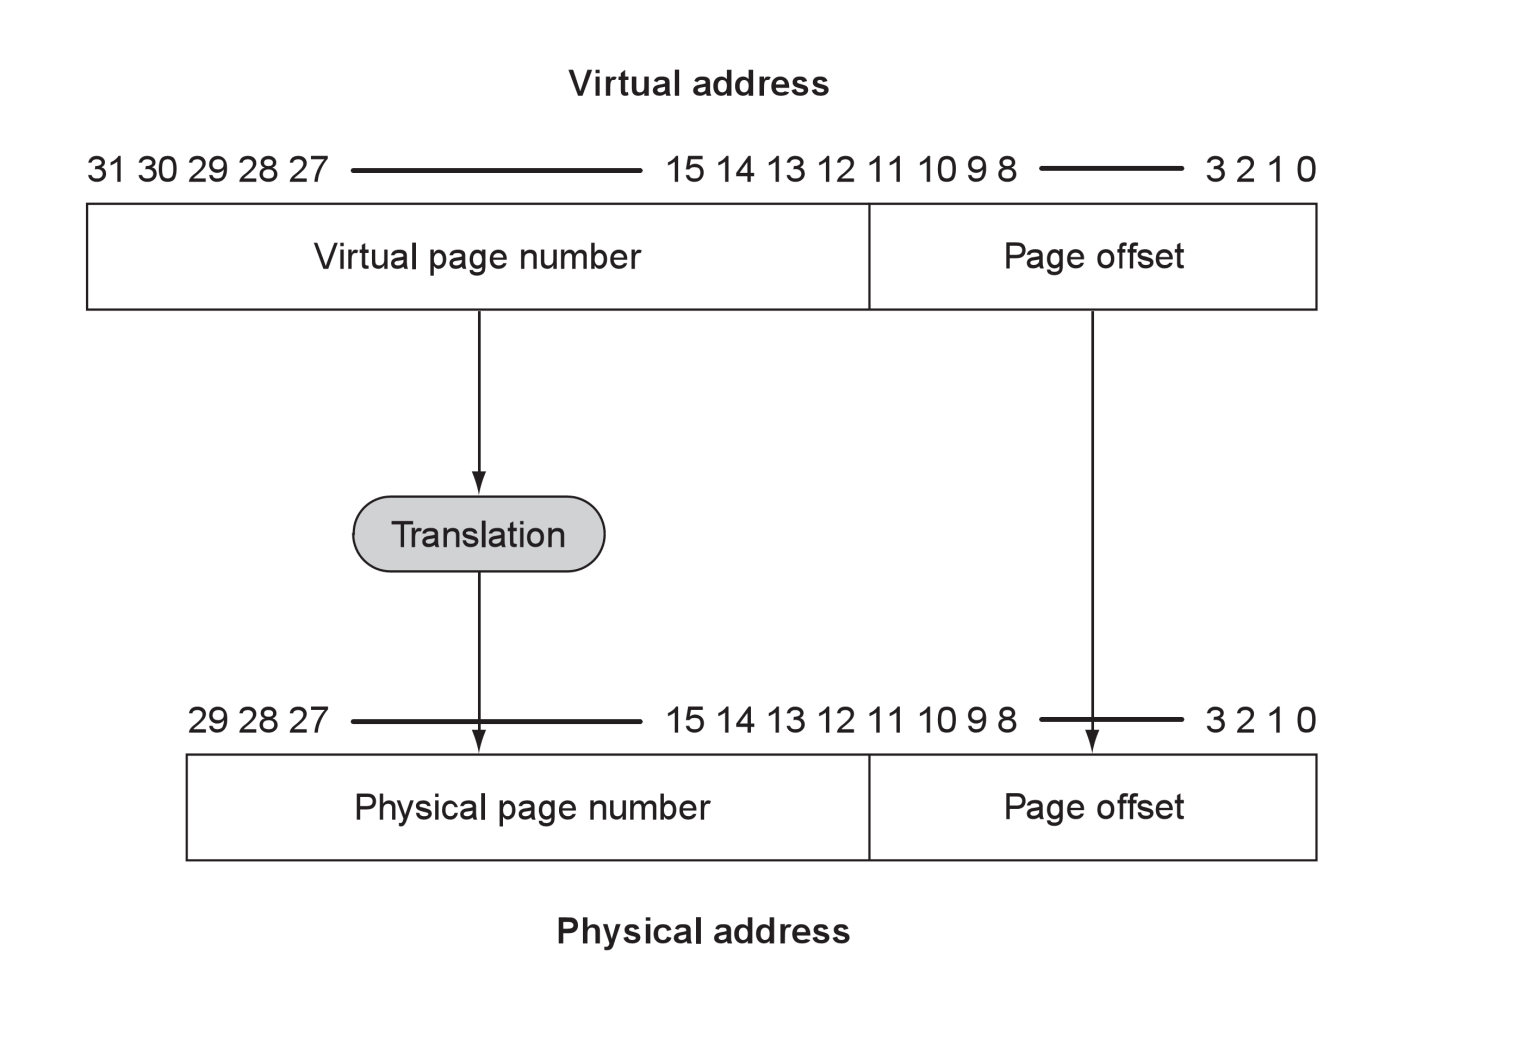 Virtual address
31 30 29 28 27 15 14 13 12 11 10 9 8 3 2 1 0
Virtual page number Page offset
Translation
29 28 27 15 14 13 12 11 10 9 8 3 2 1 0
Physical page number Page offset
Physical address